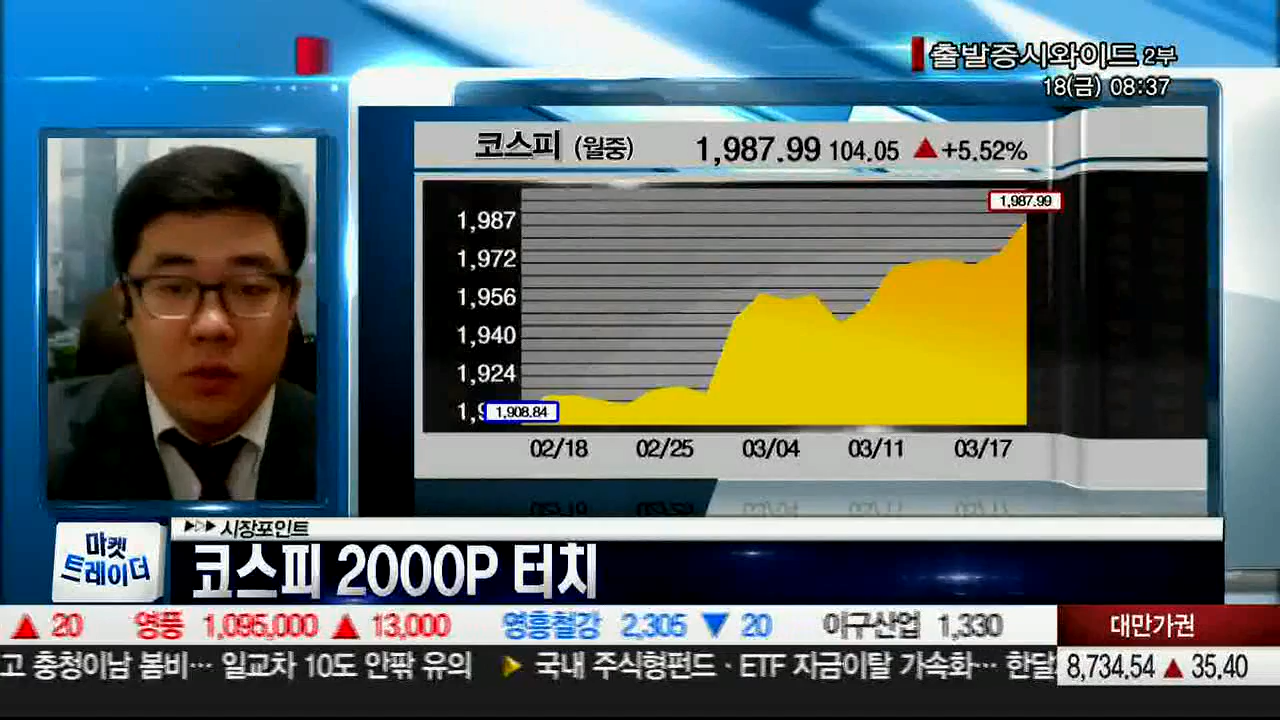 출발증시와이드 2부
18(금) 08:37
코스피 (월중) 1,987.99 104.05 ▲+5.52%
1,987.99
1,987
1,972
1,956
1,940
1,924
1,908.84
02/18 02/25 03/04 03/11 03/17
마켓
트레이더
▶▷▶ 시장포인트
코스피 2000P 터치
▲ 20 영풍 1,095,000 ▲ 13,000 영흥철강 2,305 ▼ 20 이구산업 1,330
대만가권
고 충청이남 봄비… 일교차 10도 안팎 유의 ▶ 국내 주식형펀드·ETF 자금이탈 가속화… 한달
8,734.54 ▲ 35.40